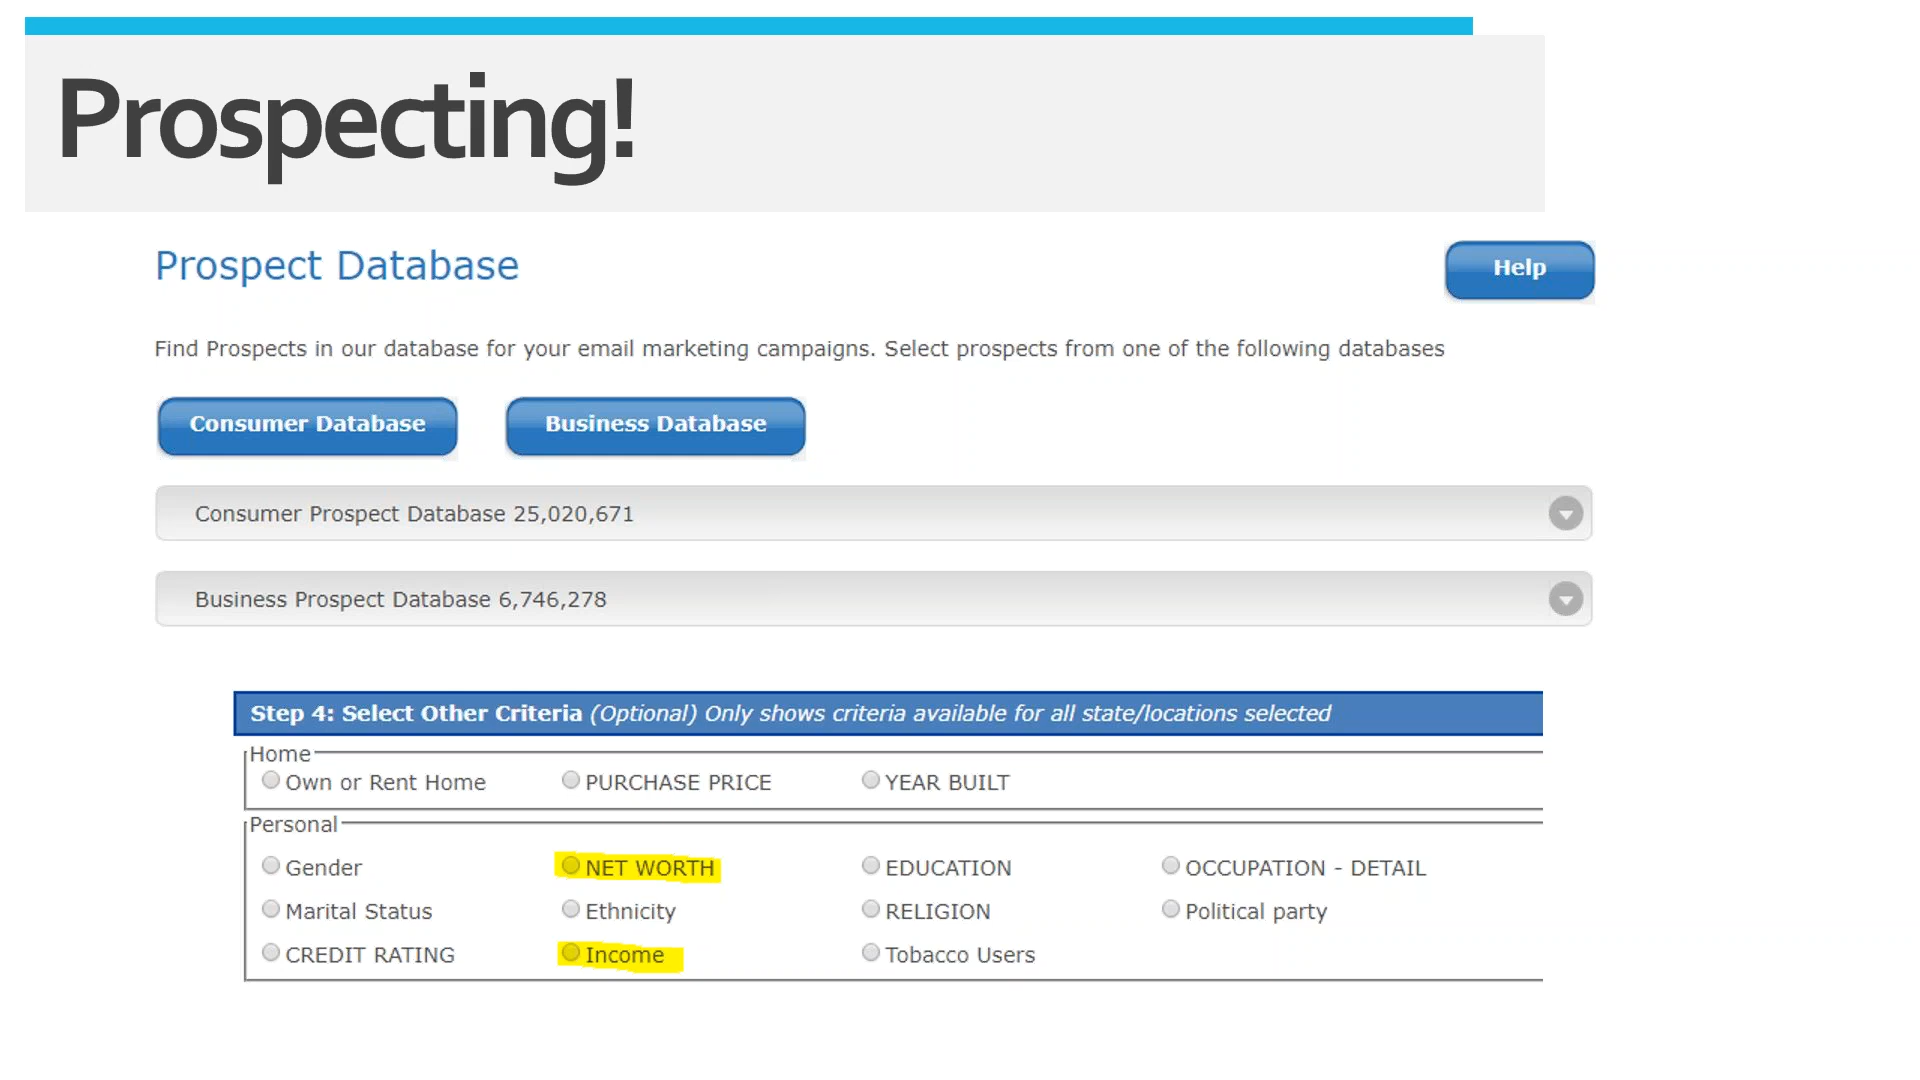 Prospecting!
Prospect Database
Help
Find Prospects in our database for your email marketing campaigns. Select prospects from one of the following databases
Consumer Database
Business Database
Consumer Prospect Database 25,020,671
Business Prospect Database 6,746,278
Step 4: Select Other Criteria (Optional) Only shows criteria available for all state/locations selected
Home
Own or Rent Home PURCHASE PRICE YEAR BUILT
Personal
Gender NET WORTH EDUCATION OCCUPATION - DETAIL
Marital Status Ethnicity RELIGION Political party
CREDIT RATING Income Tobacco Users